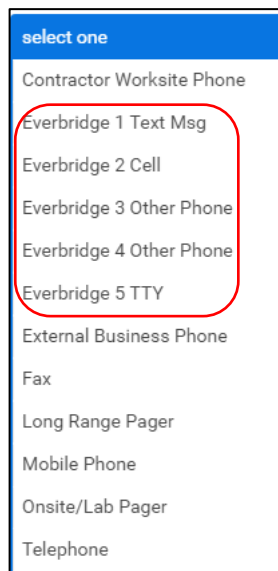 select one
Contractor Worksite Phone
Everbridge 1 Text Msg
Everbridge 2 Cell
Everbridge 3 Other Phone
Everbridge 4 Other Phone
Everbridge 5 TTY
External Business Phone
Fax
Long Range Pager
Mobile Phone
Onsite/Lab Pager
Telephone